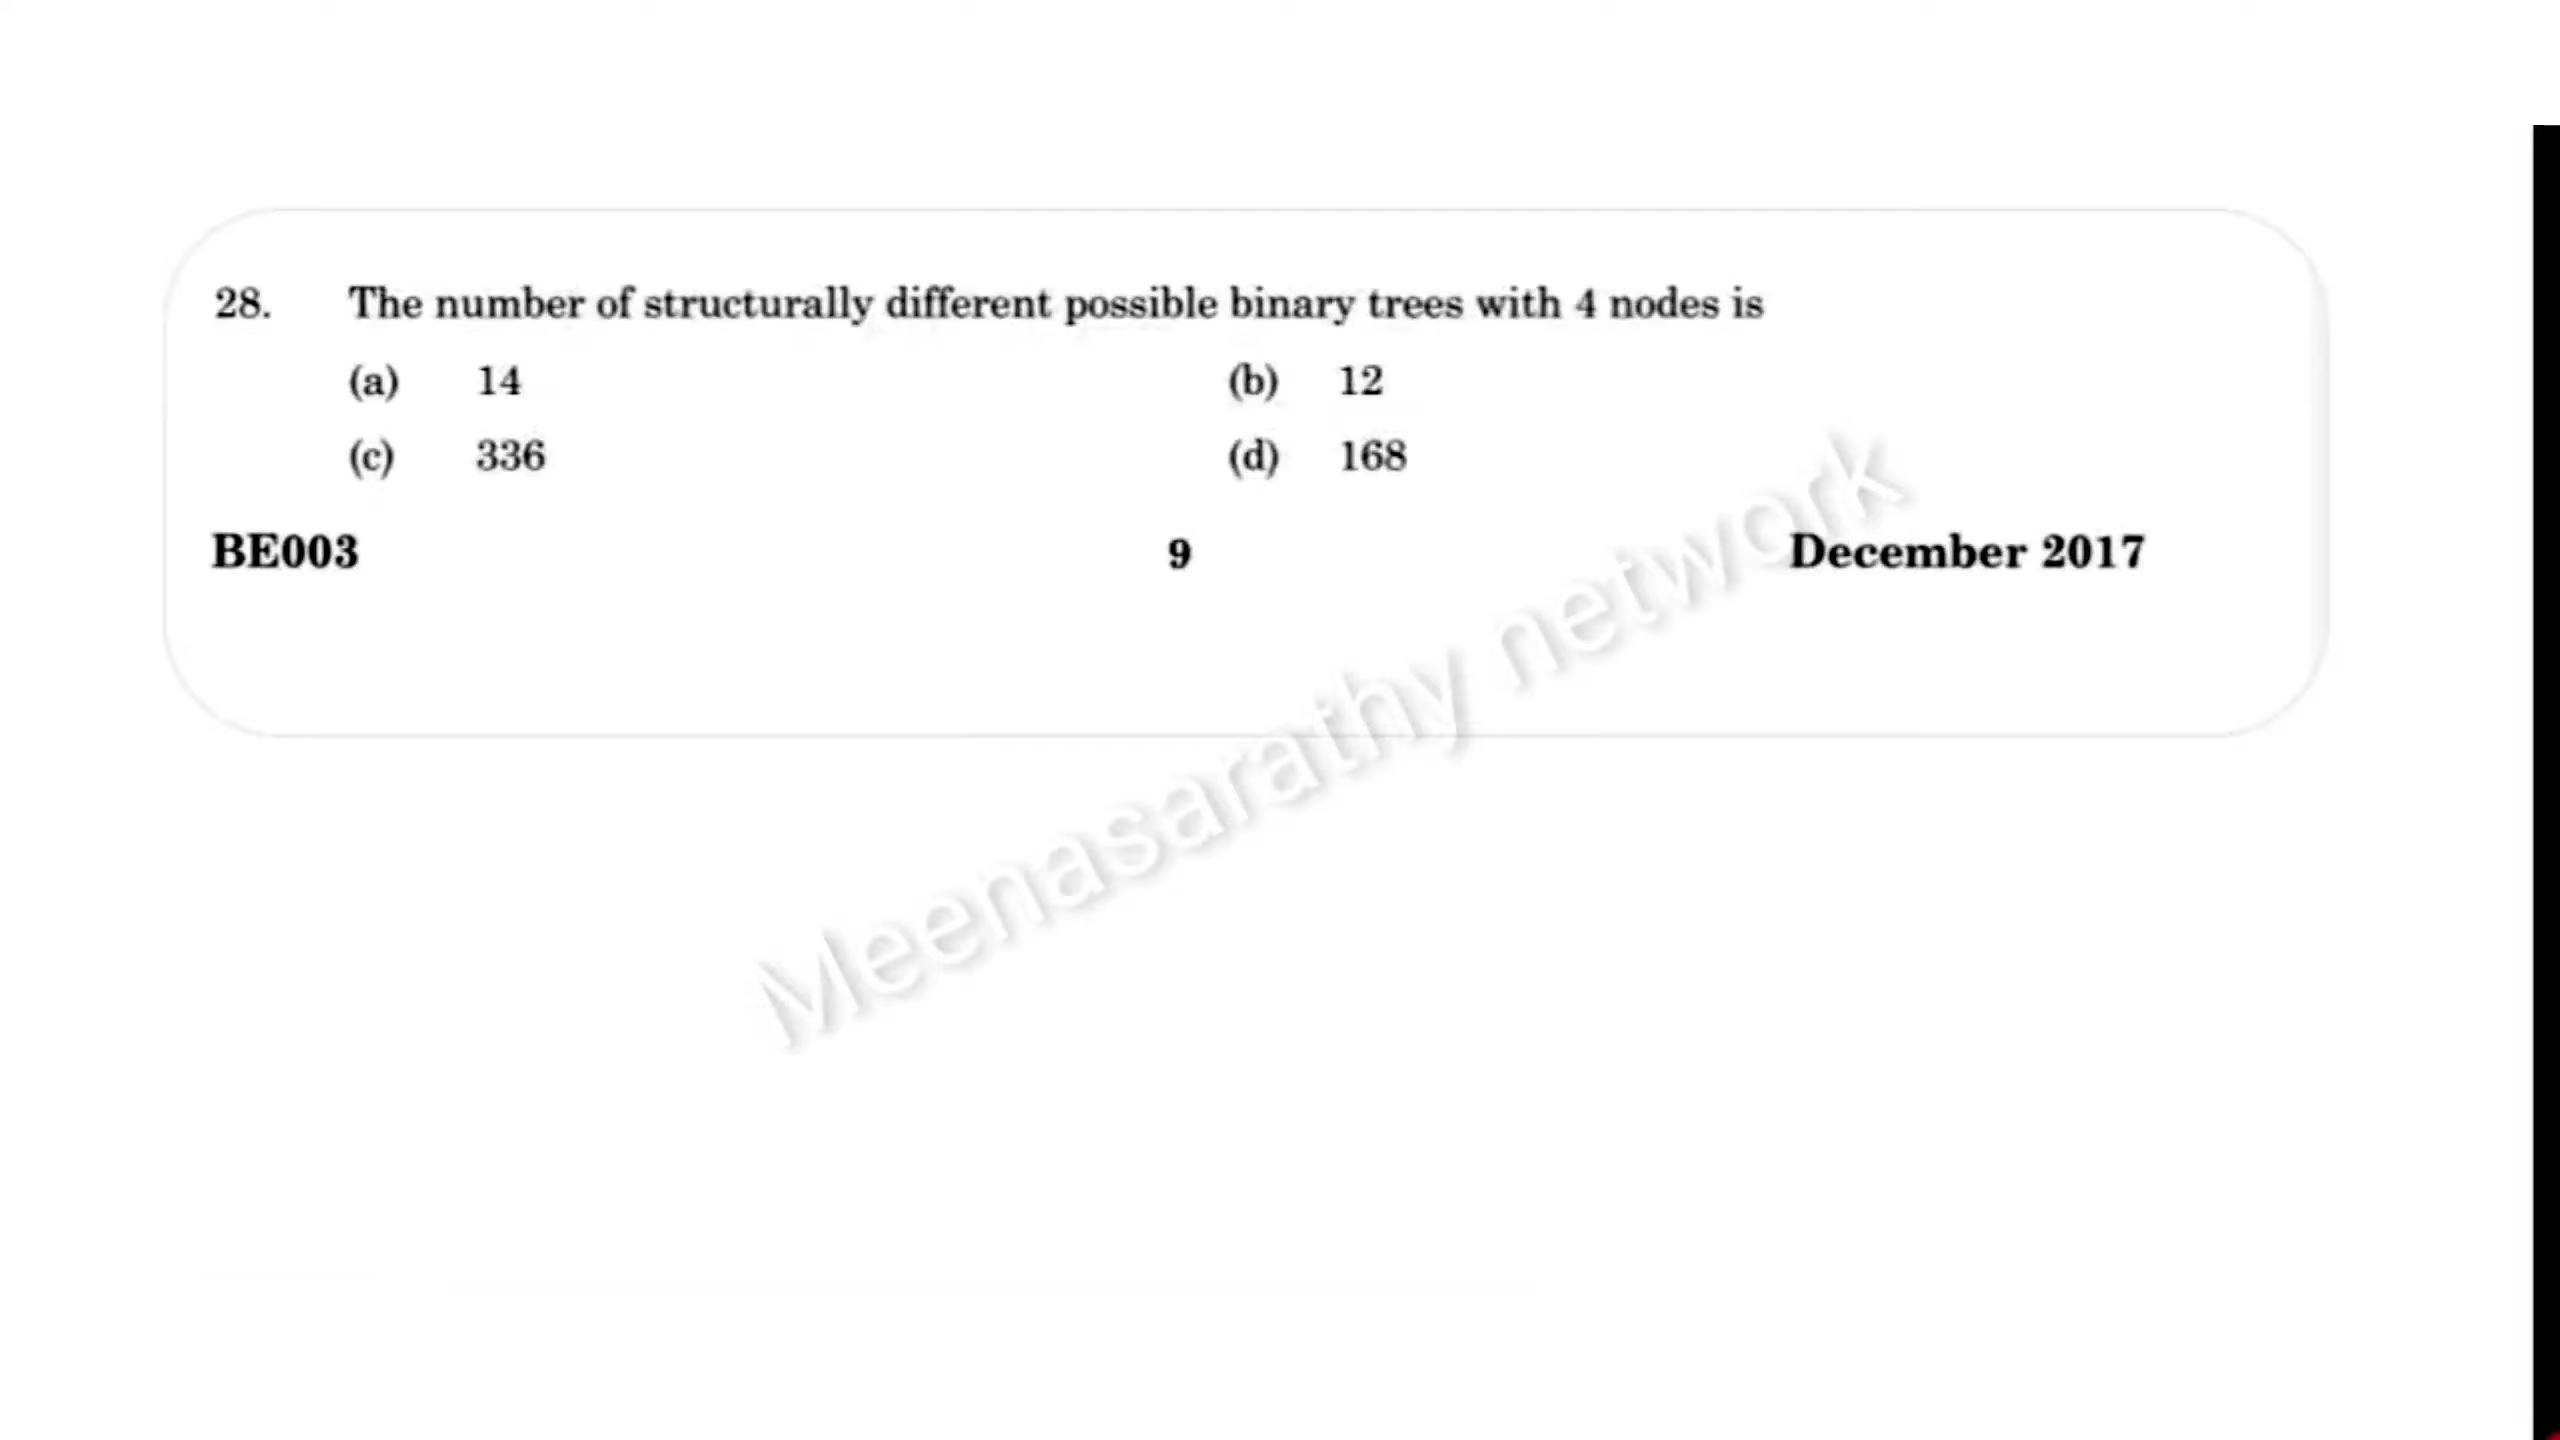 28. The number of structurally different possible binary trees with 4 nodes is
(a) 14 (b) 12
(c) 336 (d) 168
BE003 9 December 2017
Meenasarathy network